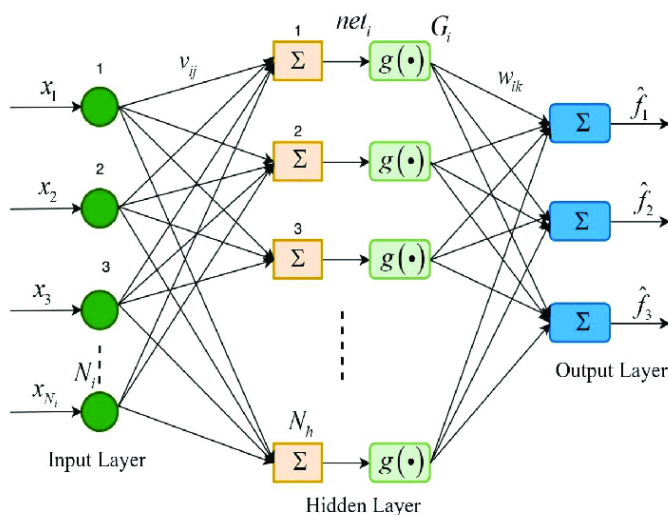 1
net_i
G_i
x_1
1
v_ij
Σ
g(•)
w_ik
Σ
f̂_1
2
x_2
2
Σ
g(•)
Σ
f̂_2
3
x_3
3
Σ
g(•)
Σ
f̂_3
N_i
x_{N_i}
Output Layer
N_h
Input Layer
Σ
g(•)
Hidden Layer